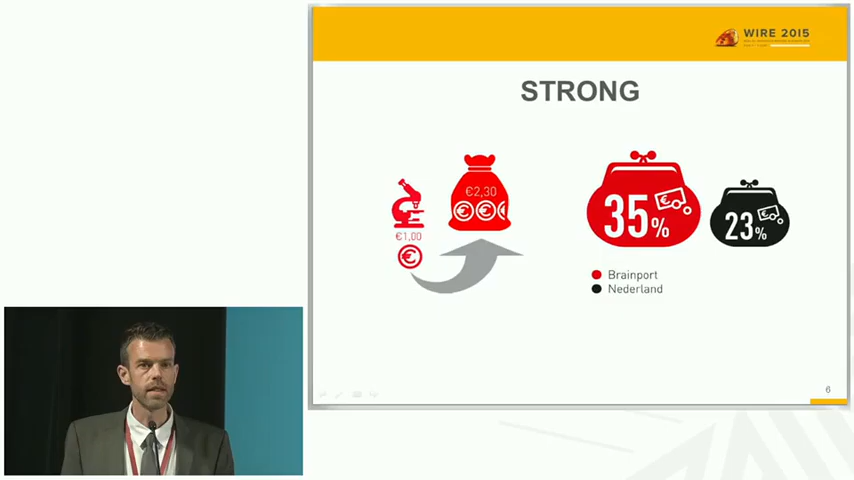 WIRE 2015
STRONG
€2,30
€1,00
35%
23%
Brainport
Nederland
6